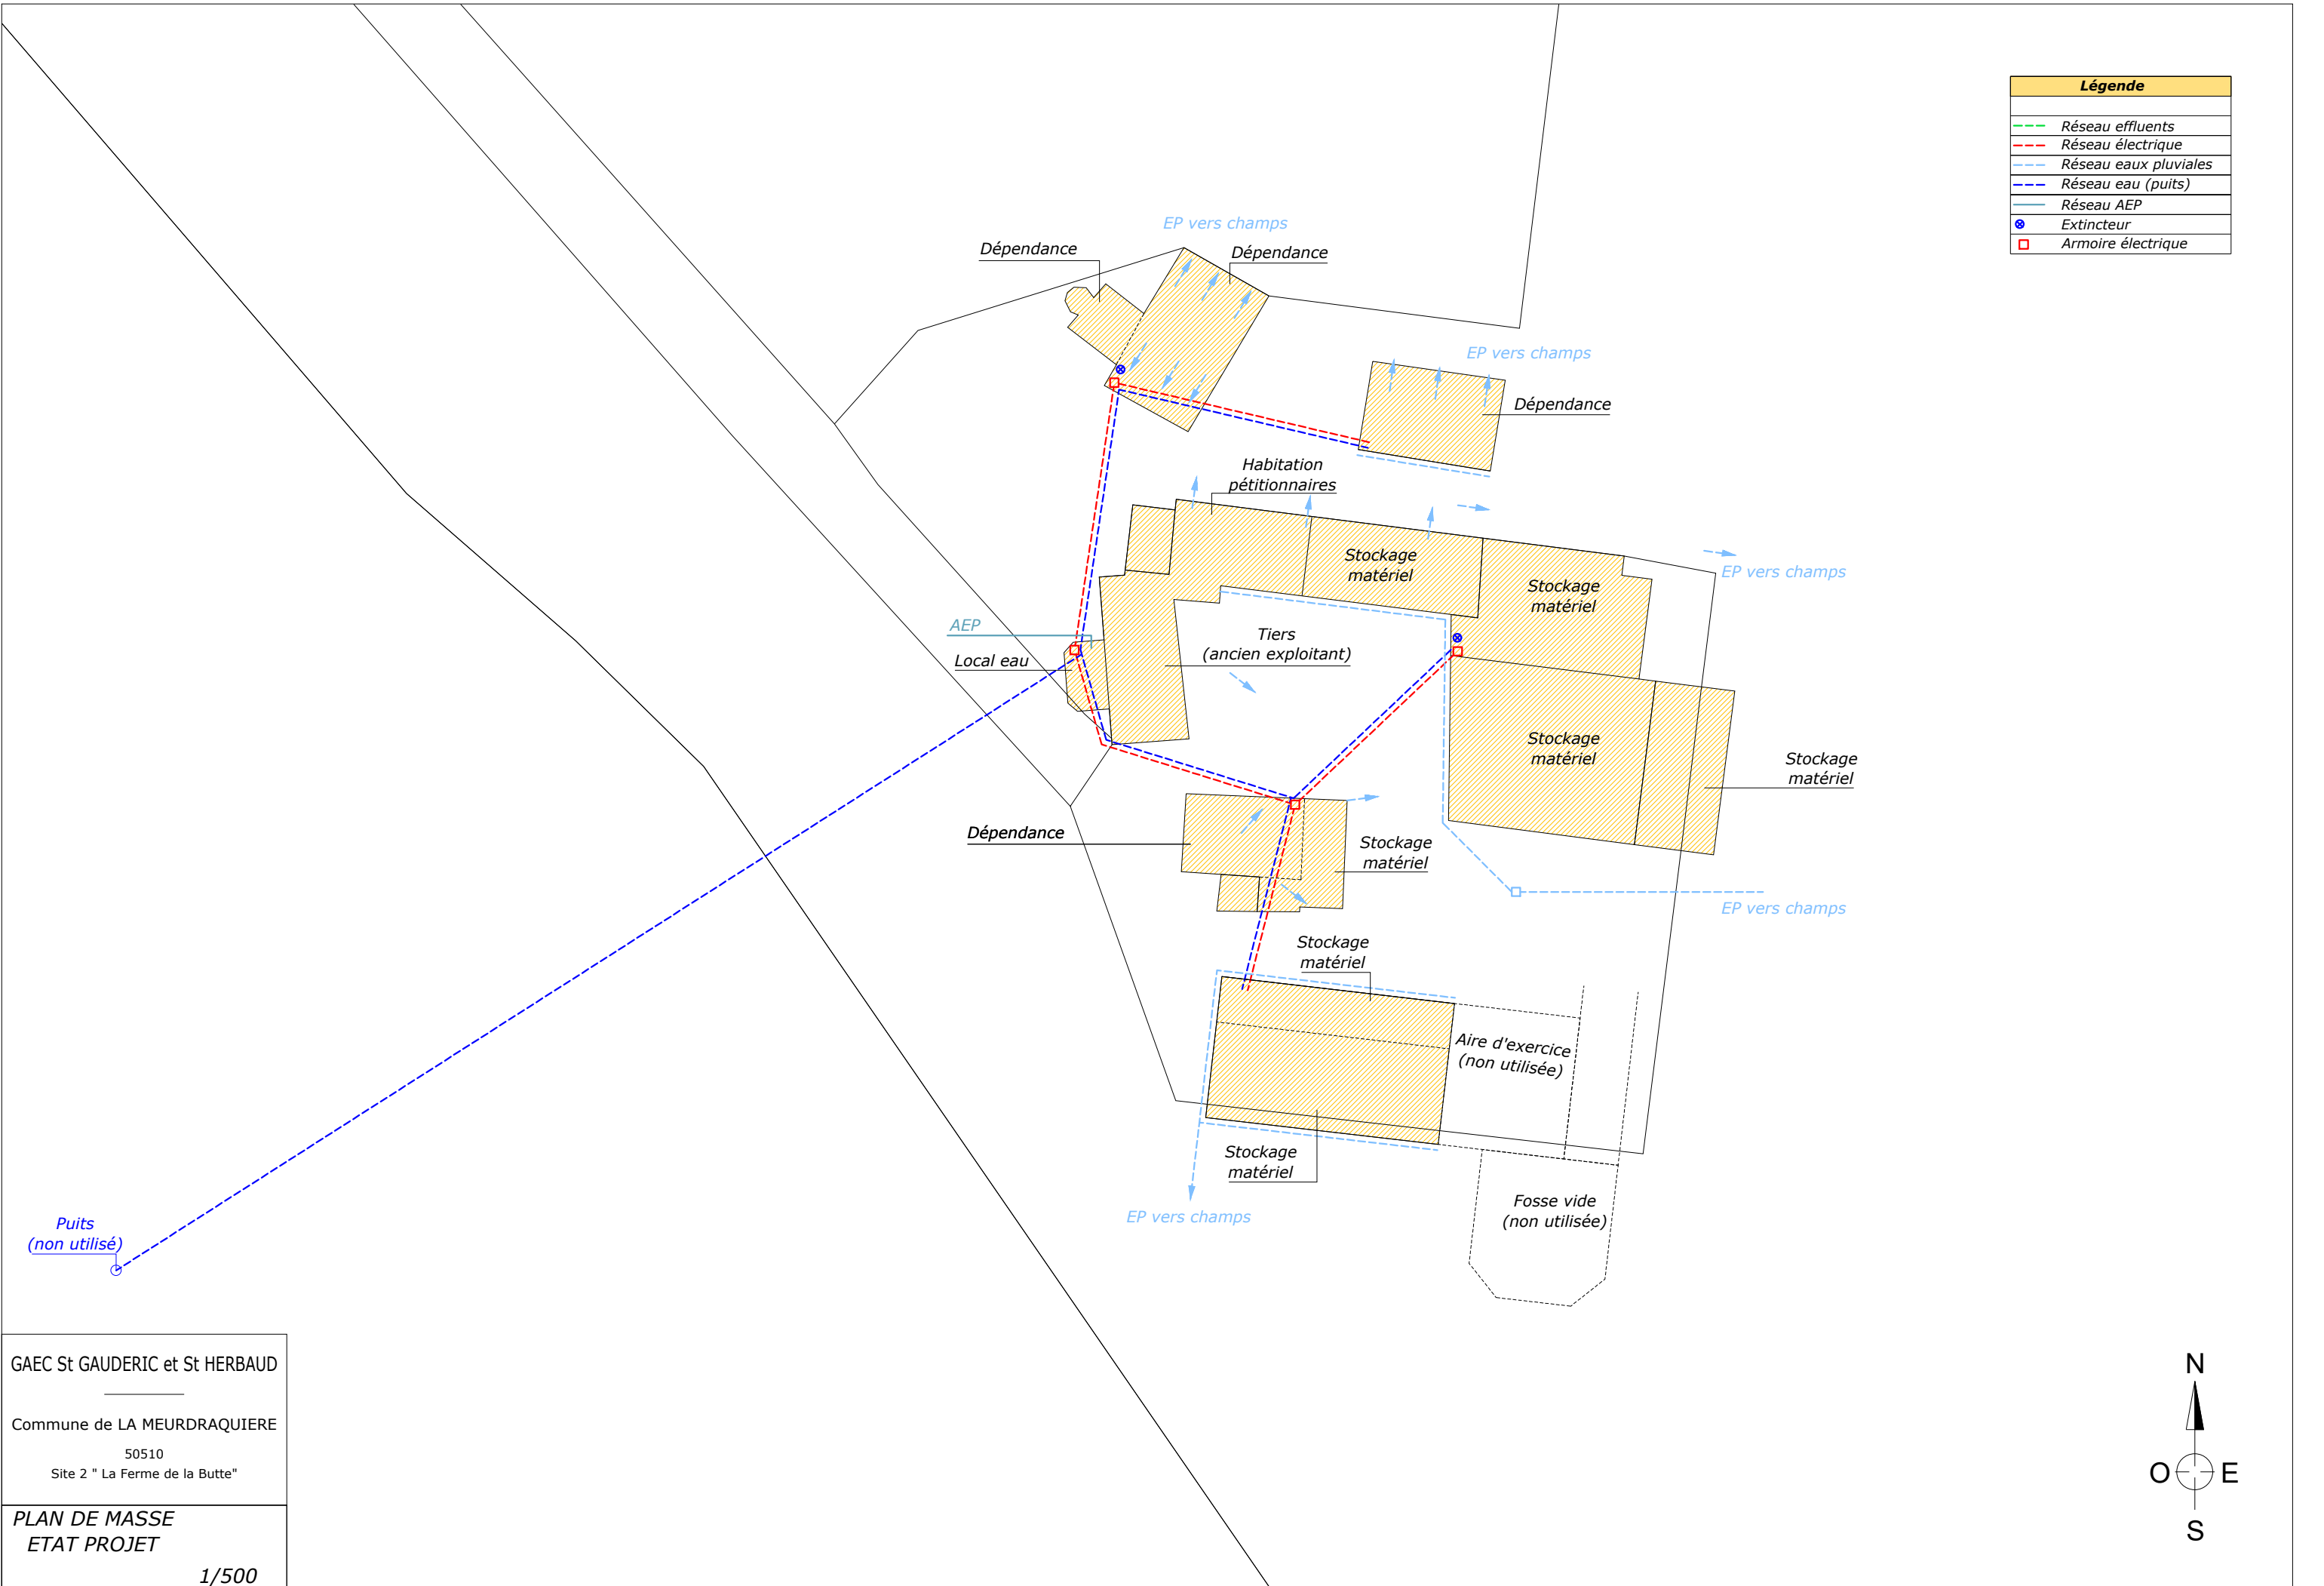 Légende
Réseau effluents
Réseau électrique
Réseau eaux pluviales
Réseau eau (puits)
Réseau AEP
Extincteur
Armoire électrique
EP vers champs
Dépendance
Dépendance
EP vers champs
Dépendance
Habitation
pétitionnaires
Stockage
matériel
Stockage
matériel
EP vers champs
AEP
Local eau
Tiers
(ancien exploitant)
Stockage
matériel
Stockage
matériel
Dépendance
Stockage
matériel
EP vers champs
Stockage
matériel
Aire d'exercice
(non utilisée)
Stockage
matériel
EP vers champs
Fosse vide
(non utilisée)
Puits
(non utilisé)
GAEC St GAUDERIC et St HERBAUD
Commune de LA MEURDRAQUIERE
50510
Site 2 " La Ferme de la Butte"
PLAN DE MASSE
ETAT PROJET
1/500
N
O E
S